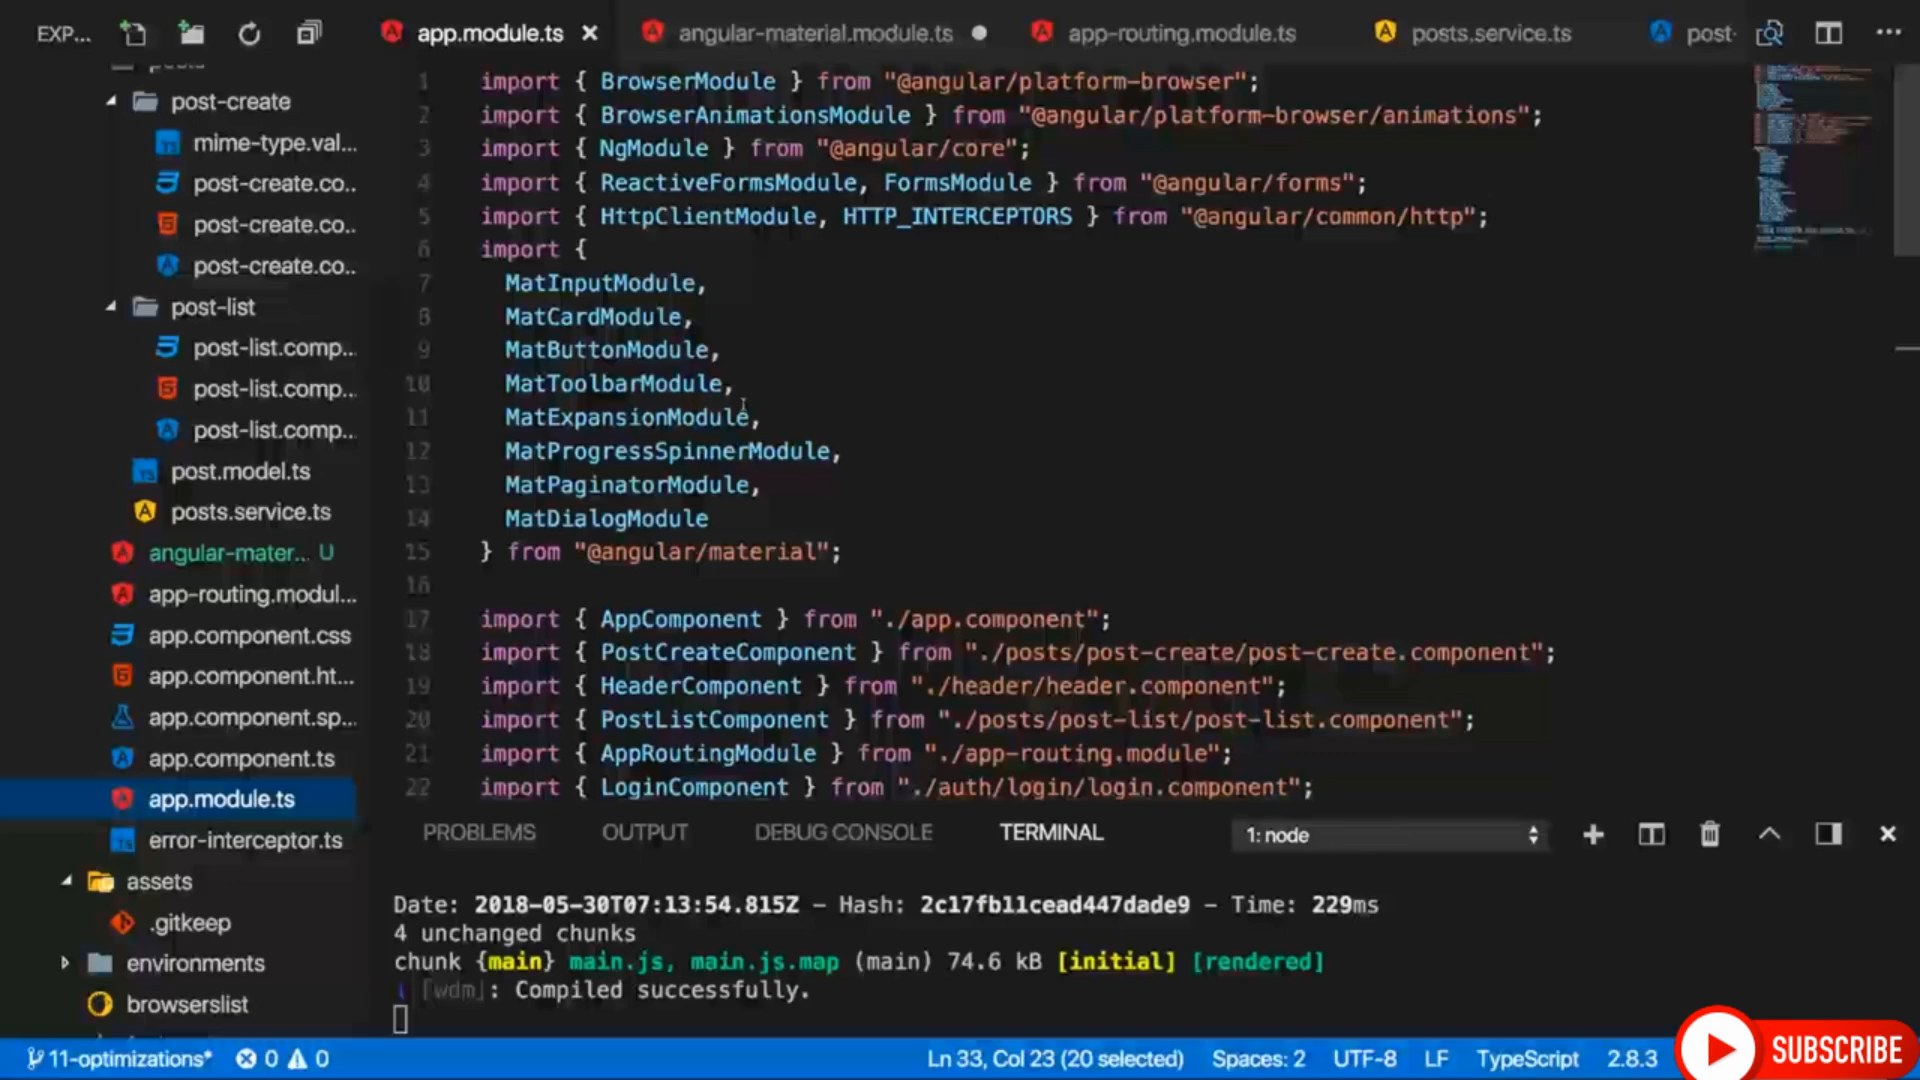 EXP...
app.module.ts
angular-material.module.ts
app-routing.module.ts
posts.service.ts
post-
post-create
mime-type.val...
post-create.co..
post-create.co..
post-create.co..
post-list
post-list.comp...
post-list.comp...
post-list.comp...
post.model.ts
posts.service.ts
angular-mater... U
app-routing.modul...
app.component.css
app.component.ht...
app.component.sp...
app.component.ts
app.module.ts
error-interceptor.ts
assets
.gitkeep
environments
browserslist
1 import { BrowserModule } from "@angular/platform-browser";
2 import { BrowserAnimationsModule } from "@angular/platform-browser/animations";
3 import { NgModule } from "@angular/core";
4 import { ReactiveFormsModule, FormsModule } from "@angular/forms";
5 import { HttpClientModule, HTTP_INTERCEPTORS } from "@angular/common/http";
6 import {
7 MatInputModule,
8 MatCardModule,
9 MatButtonModule,
10 MatToolbarModule,
11 MatExpansionModule,
12 MatProgressSpinnerModule,
13 MatPaginatorModule,
14 MatDialogModule
15 } from "@angular/material";
16
17 import { AppComponent } from "./app.component";
18 import { PostCreateComponent } from "./posts/post-create/post-create.component";
19 import { HeaderComponent } from "./header/header.component";
20 import { PostListComponent } from "./posts/post-list/post-list.component";
21 import { AppRoutingModule } from "./app-routing.module";
22 import { LoginComponent } from "./auth/login/login.component";
PROBLEMS OUTPUT DEBUG CONSOLE TERMINAL 1: node
Date: 2018-05-30T07:13:54.815Z - Hash: 2c17fb11cead447dade9 - Time: 229ms
4 unchanged chunks
chunk {main} main.js, main.js.map (main) 74.6 kB [initial] [rendered]
i [wdm]: Compiled successfully.
11-optimizations* 0 0 Ln 33, Col 23 (20 selected) Spaces: 2 UTF-8 LF TypeScript 2.8.3
SUBSCRIBE